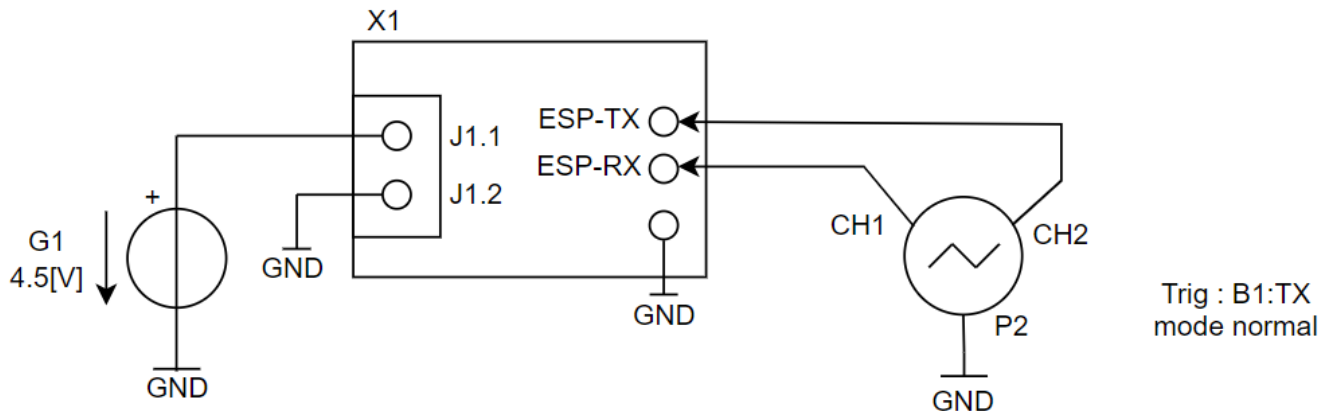 X1
ESP-TX
J1.1
ESP-RX
J1.2
+
G1
4.5[V]
GND
CH1
CH2
GND
P2
Trig : B1:TX
mode normal
GND
GND